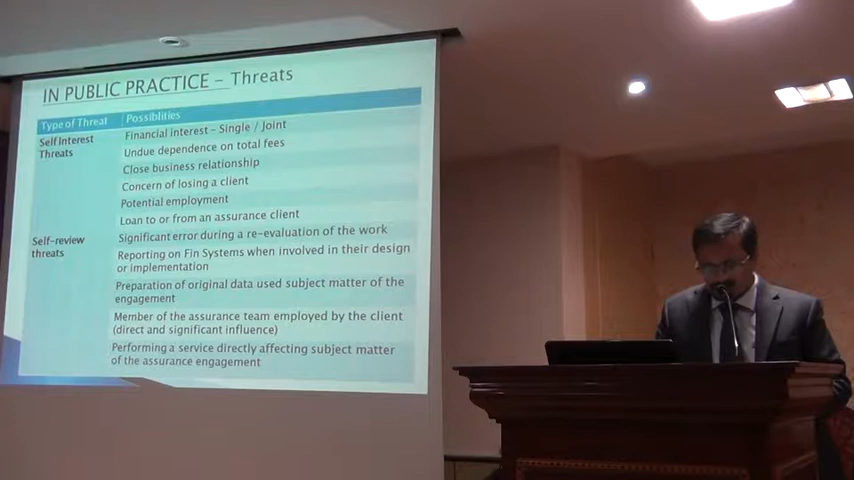 IN PUBLIC PRACTICE – Threats
Type of Threat Possiblities
Self Interest Financial interest – Single / Joint
Threats
Undue dependence on total fees
Close business relationship
Concern of losing a client
Potential employment
Loan to or from an assurance client
Self-review Significant error during a re-evaluation of the work
threats
Reporting on Fin Systems when involved in their design
or implementation
Preparation of original data used subject matter of the
engagement
Member of the assurance team employed by the client
(direct and significant influence)
Performing a service directly affecting subject matter
of the assurance engagement